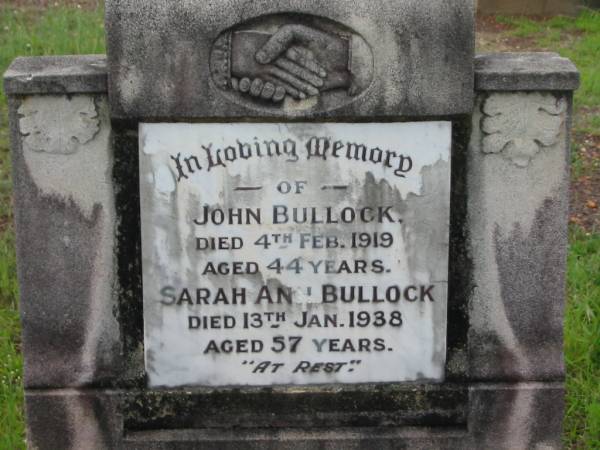 In Loving Memory
— OF —
JOHN BULLOCK.
DIED 4TH FEB. 1919
AGED 44 YEARS.
SARAH ANN BULLOCK
DIED 13TH JAN. 1938
AGED 57 YEARS.
"AT REST."